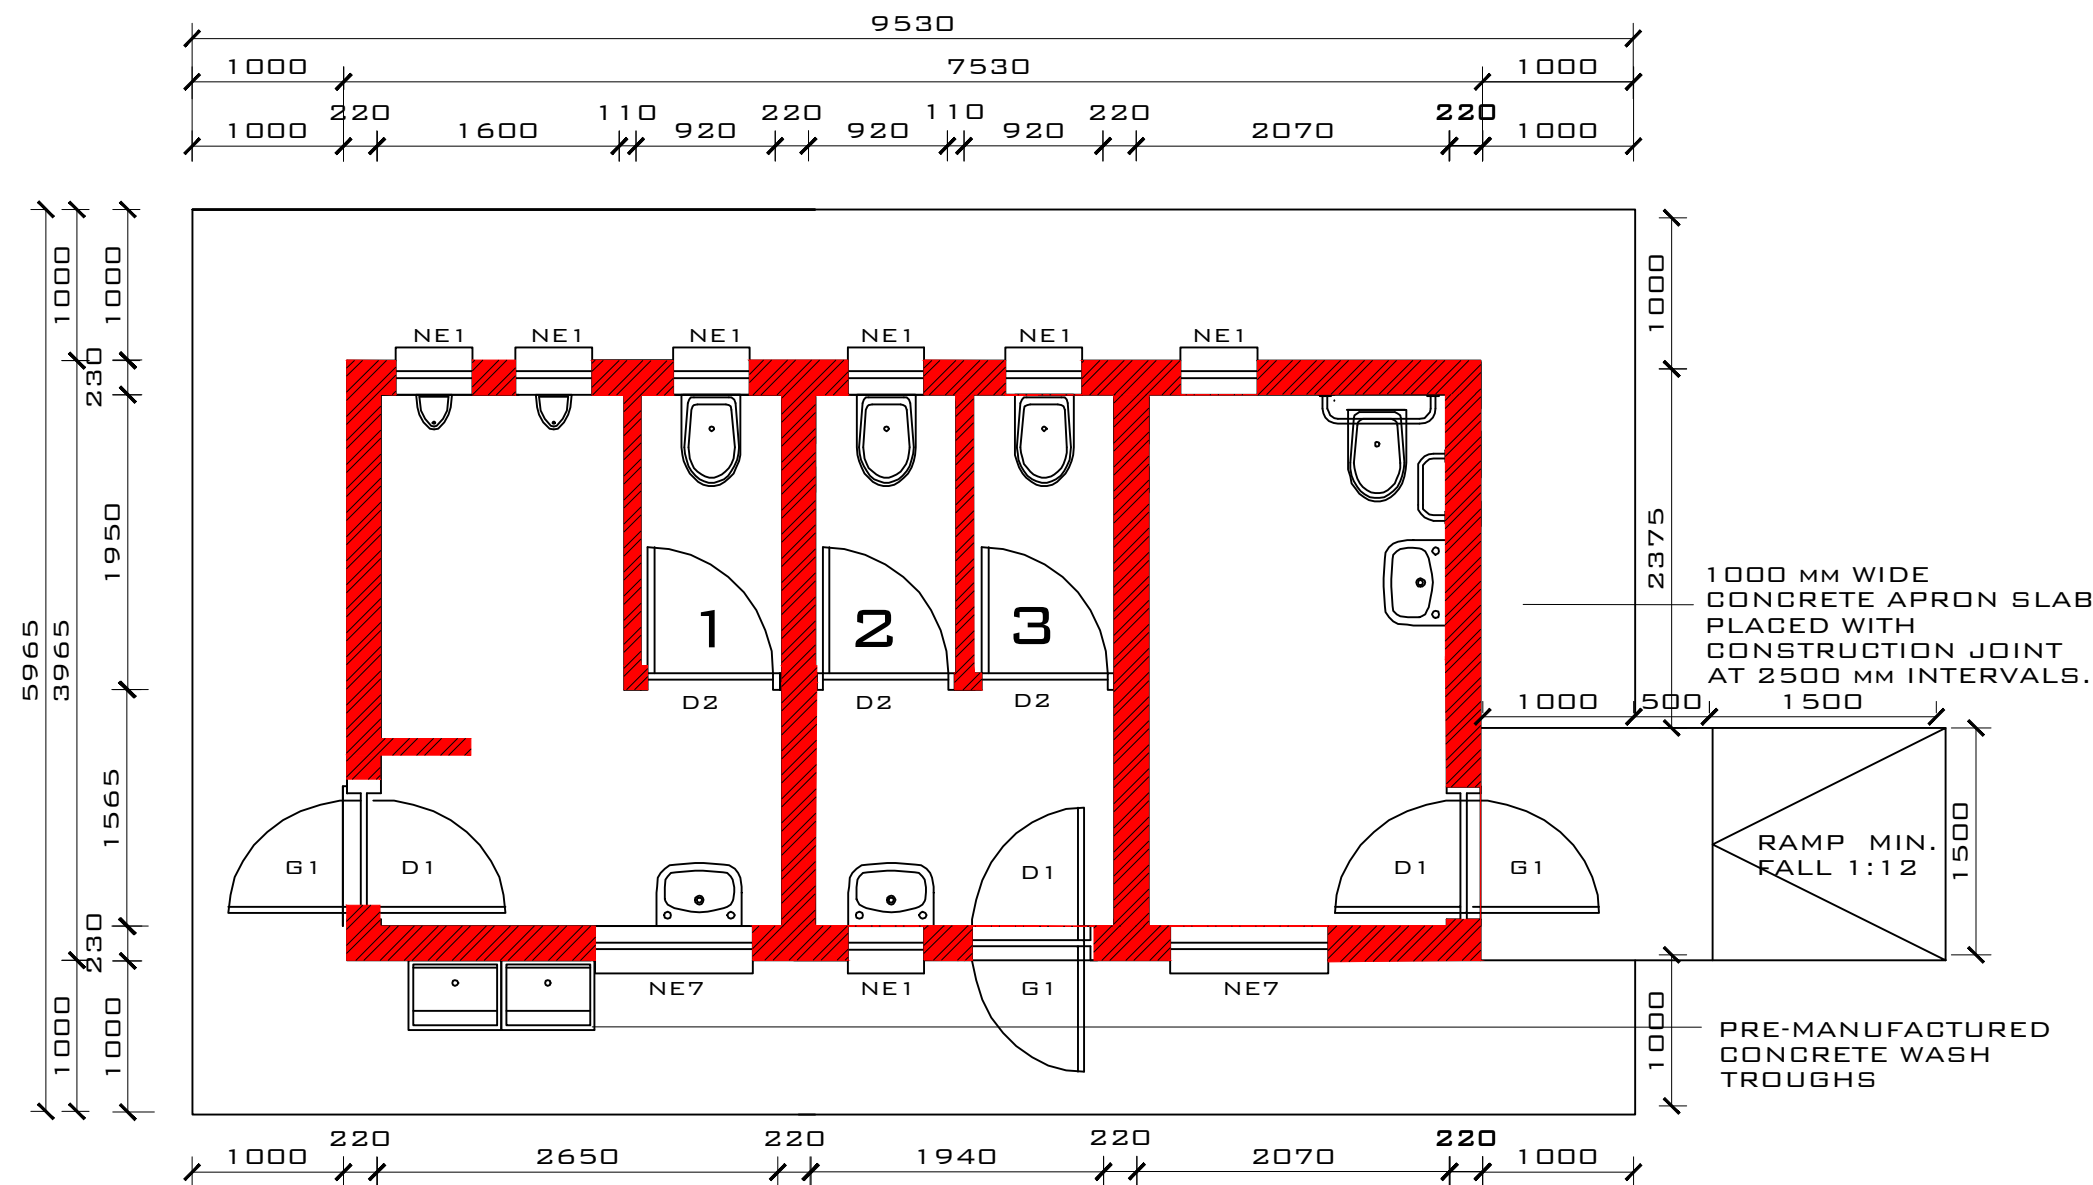 9530
1000 7530 1000
220 110 220 110 220 220
1000 1600 920 920 920 2070 1000
NE1 NE1 NE1 NE1 NE1 NE1
1000
1000
1000
230
1950
5965
3965
1565
230
1000
1000
1000
2375
1000
1 2 3
D2 D2 D2
1000 MM WIDE
CONCRETE APRON SLAB
PLACED WITH
CONSTRUCTION JOINT
AT 2500 MM INTERVALS.
1000 500 1500
RAMP MIN.
FALL 1:12
1500
G1 D1
D1
G1
D1 G1
NE7 NE1 NE7
PRE-MANUFACTURED
CONCRETE WASH
TROUGHS
220 220 220 220
1000 2650 1940 2070 1000